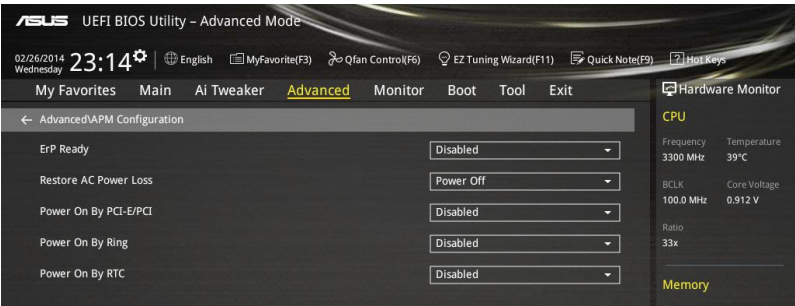 ASUS UEFI BIOS Utility – Advanced Mode
02/26/2014 Wednesday 23:14 English MyFavorite(F3) Qfan Control(F6) EZ Tuning Wizard(F11) Quick Note(F9) ? Hot Keys
My Favorites Main Ai Tweaker Advanced Monitor Boot Tool Exit
← Advanced\APM Configuration
ErP Ready Disabled
Restore AC Power Loss Power Off
Power On By PCI-E/PCI Disabled
Power On By Ring Disabled
Power On By RTC Disabled
Hardware Monitor
CPU
Frequency Temperature
3300 MHz 39°C
BCLK Core Voltage
100.0 MHz 0.912 V
Ratio
33x
Memory